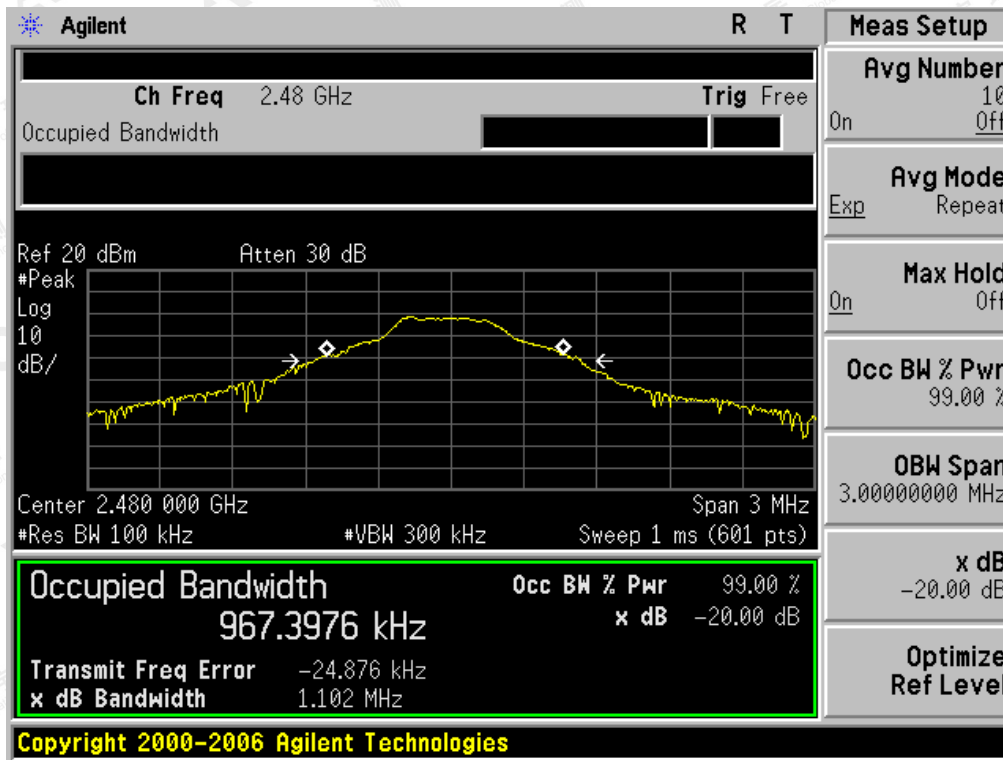 Agilent R T
Ch Freq 2.48 GHz Trig Free
Occupied Bandwidth
Ref 20 dBm Atten 30 dB
#Peak
Log
10
dB/
Center 2.480 000 GHz Span 3 MHz
#Res BW 100 kHz #VBW 300 kHz Sweep 1 ms (601 pts)
Occupied Bandwidth Occ BW % Pwr 99.00 %
967.3976 kHz x dB -20.00 dB
Transmit Freq Error -24.876 kHz
x dB Bandwidth 1.102 MHz
Copyright 2000-2006 Agilent Technologies
Meas Setup
Avg Number
10
On Off
Avg Mode
Exp Repeat
Max Hold
On Off
Occ BW % Pwr
99.00 %
OBW Span
3.00000000 MHz
x dB
-20.00 dB
Optimize
Ref Level